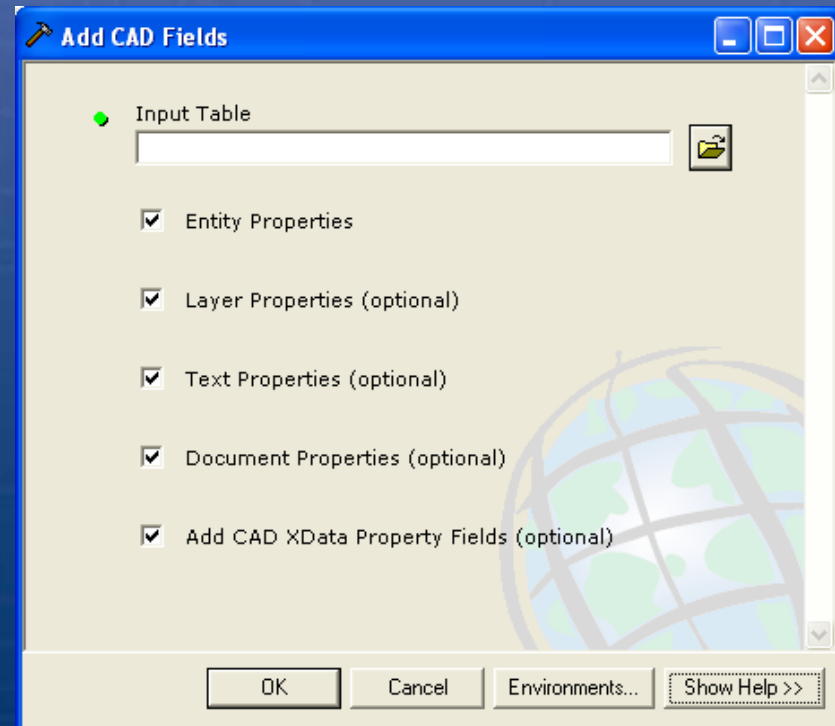 Add CAD Fields
Input Table
Entity Properties
Layer Properties (optional)
Text Properties (optional)
Document Properties (optional)
Add CAD XData Property Fields (optional)
OK
Cancel
Environments...
Show Help >>